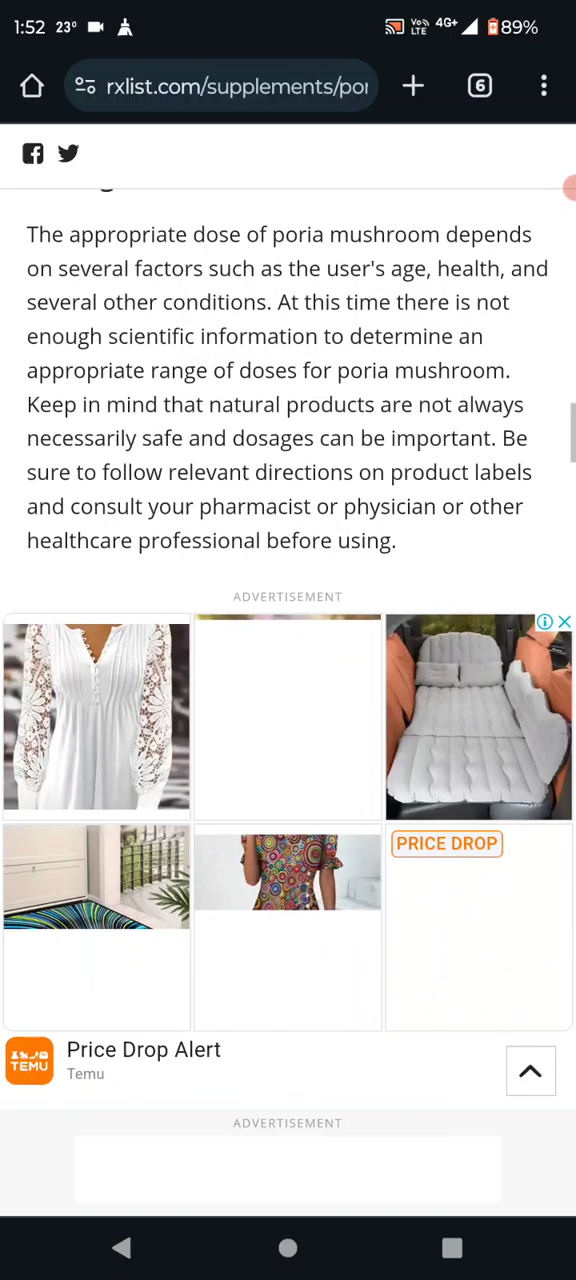 1:52 23° Vo) LTE 4G+ 89%
rxlist.com/supplements/por 6
The appropriate dose of poria mushroom depends
on several factors such as the user's age, health, and
several other conditions. At this time there is not
enough scientific information to determine an
appropriate range of doses for poria mushroom.
Keep in mind that natural products are not always
necessarily safe and dosages can be important. Be
sure to follow relevant directions on product labels
and consult your pharmacist or physician or other
healthcare professional before using.
ADVERTISEMENT
PRICE DROP
TEMU
Price Drop Alert
Temu
ADVERTISEMENT